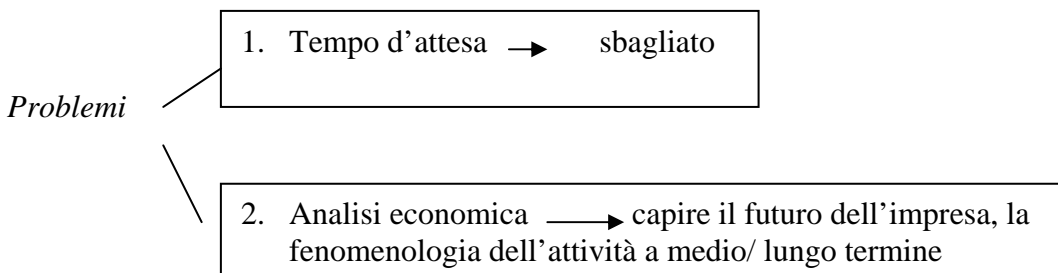 1. Tempo d’attesa → sbagliato
Problemi
2. Analisi economica → capire il futuro dell’impresa, la
fenomenologia dell’attività a medio/ lungo termine